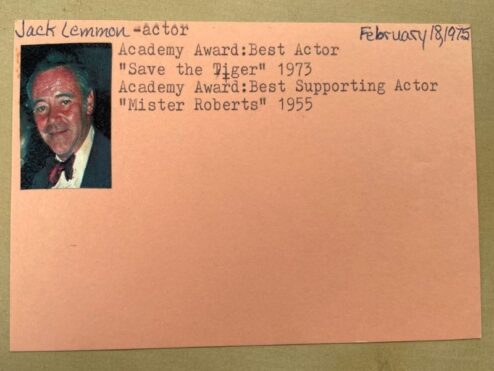 Jack Lemmon -actor February 18, 1975
Academy Award:Best Actor
"Save the Tiger" 1973
Academy Award:Best Supporting Actor
"Mister Roberts" 1955